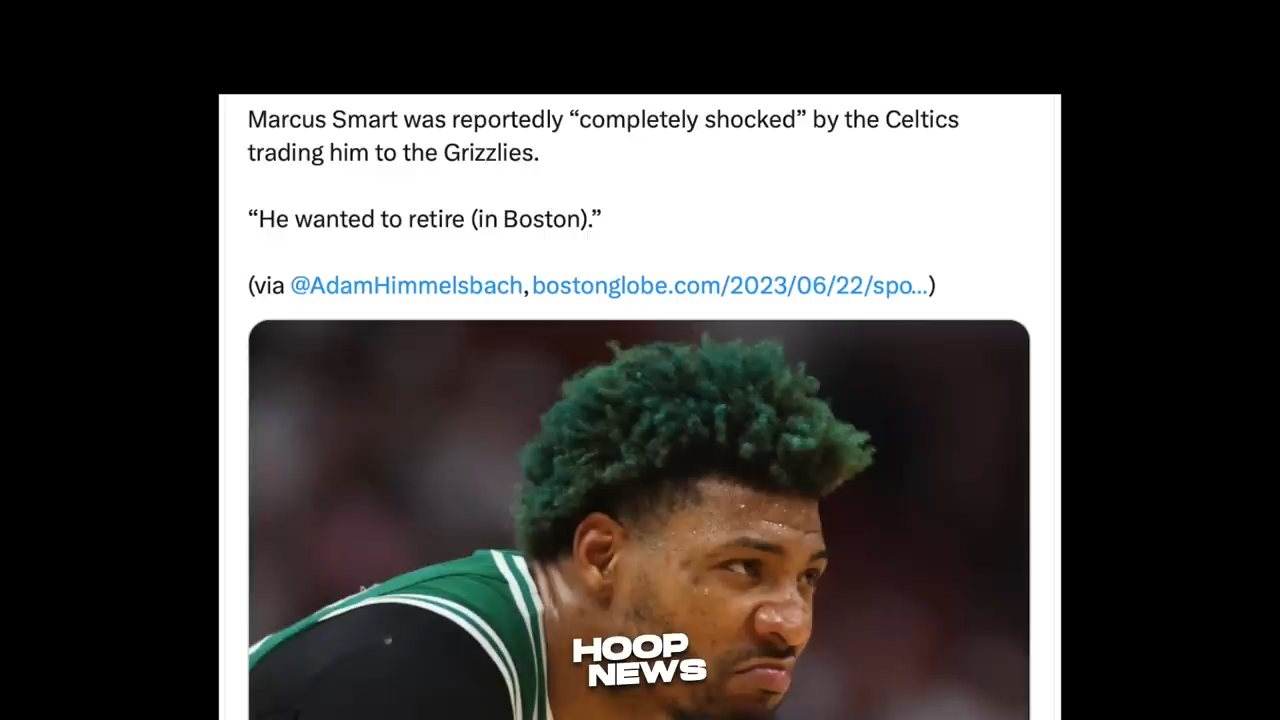 Marcus Smart was reportedly “completely shocked” by the Celtics
trading him to the Grizzlies.
“He wanted to retire (in Boston).”
(via @AdamHimmelsbach, bostonglobe.com/2023/06/22/spo...)
HOOP
NEWS